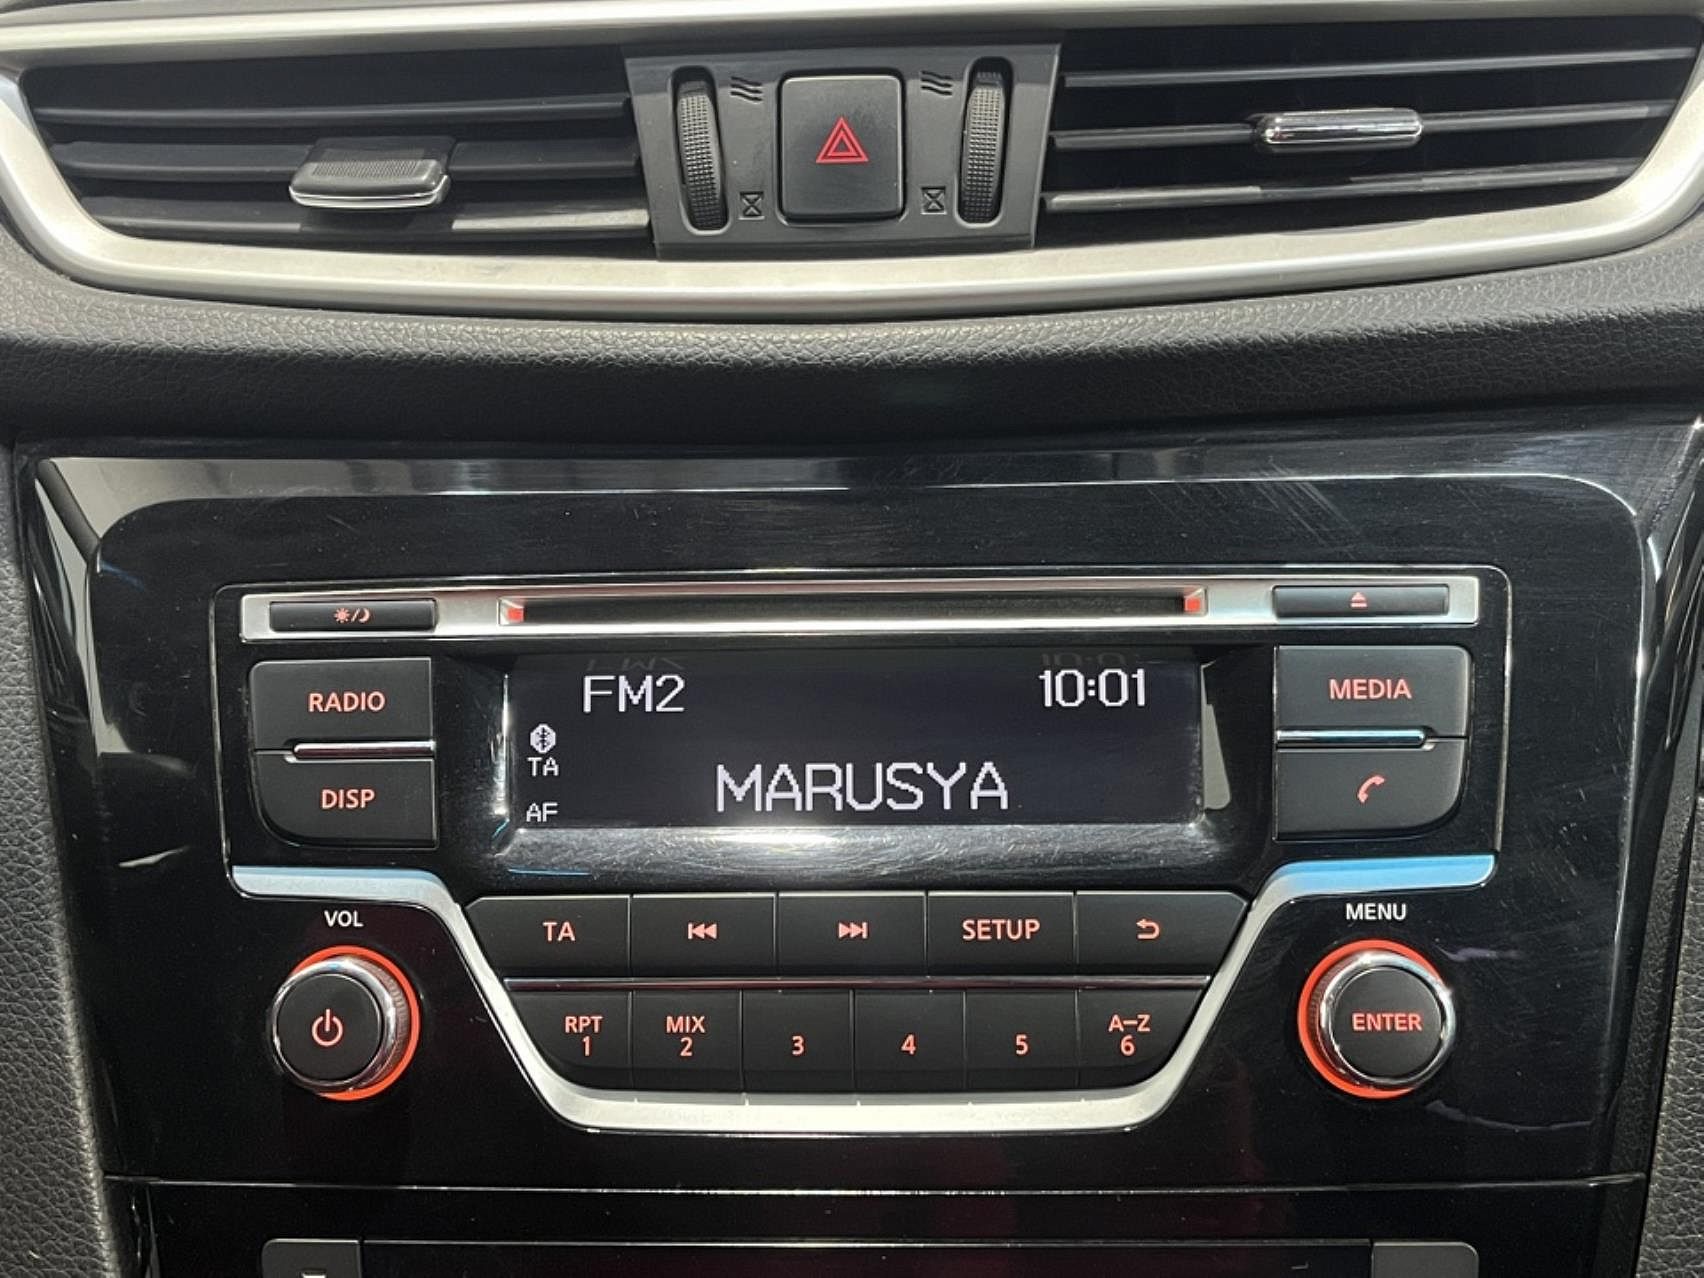 RADIO
DISP
FM2
10:01
TA
AF
MARUSYA
MEDIA
VOL
TA
SETUP
MENU
RPT
1
MIX
2
3
4
5
A-Z
6
ENTER